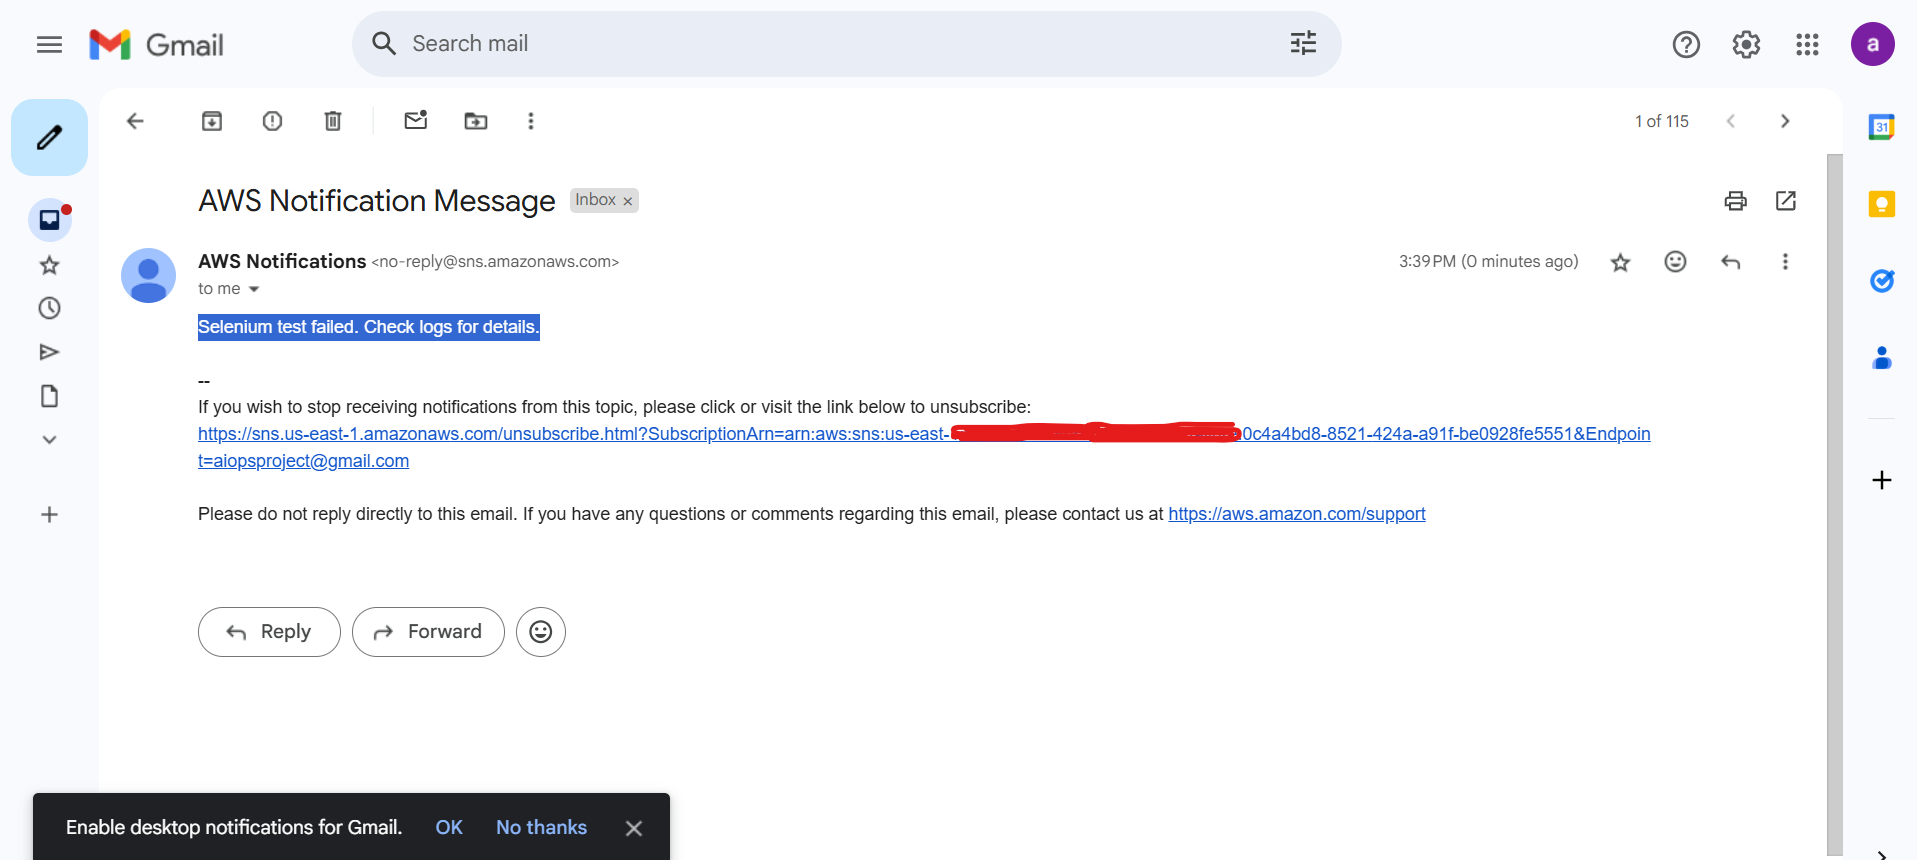 Gmail
Search mail
a
1 of 115
31
AWS Notification Message Inbox ×
AWS Notifications <no-reply@sns.amazonaws.com> 3:39 PM (0 minutes ago)
to me
Selenium test failed. Check logs for details.
--
If you wish to stop receiving notifications from this topic, please click or visit the link below to unsubscribe:
https://sns.us-east-1.amazonaws.com/unsubscribe.html?SubscriptionArn=arn:aws:sns:us-east- 0c4a4bd8-8521-424a-a91f-be0928fe5551&Endpoin
t=aiopsproject@gmail.com
Please do not reply directly to this email. If you have any questions or comments regarding this email, please contact us at https://aws.amazon.com/support
Reply Forward
Enable desktop notifications for Gmail. OK No thanks